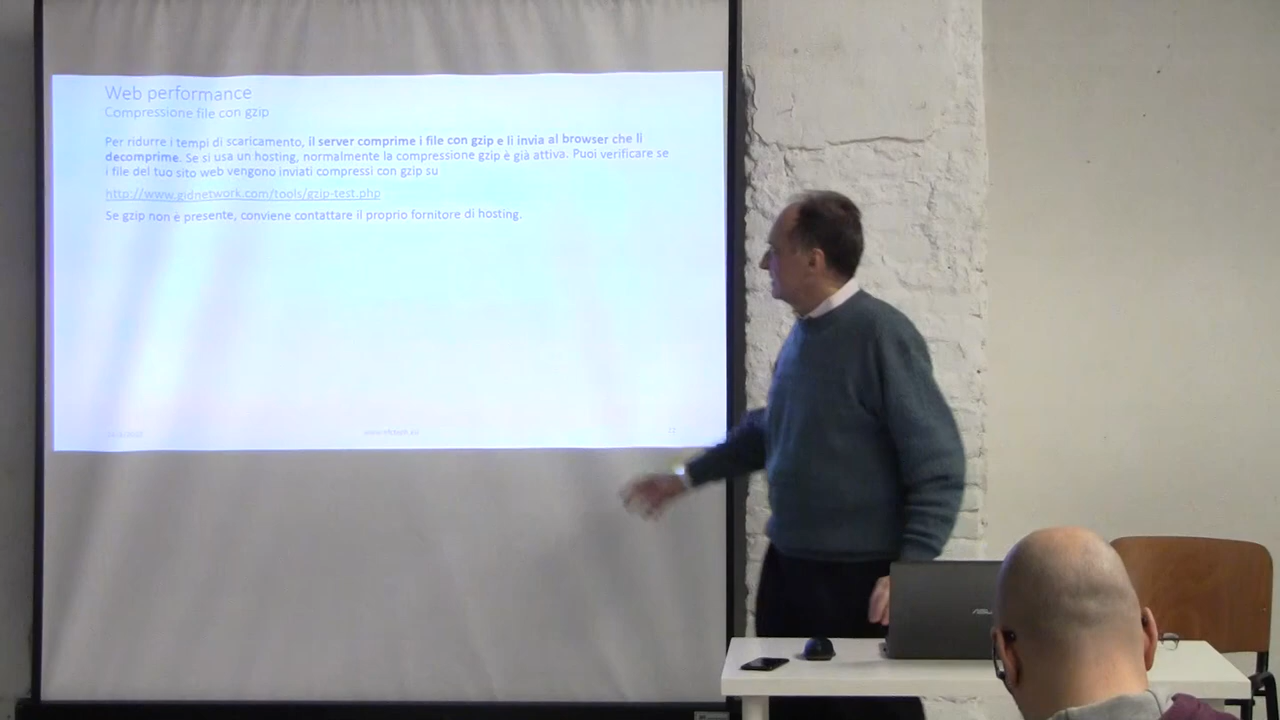 Web performance
Compressione file con gzip
Per ridurre i tempi di scaricamento, il server comprime i file con gzip e li invia al browser che li
decomprime. Se si usa un hosting, normalmente la compressione gzip è già attiva. Puoi verificare se
i file del tuo sito web vengono inviati compressi con gzip su
http://www.gidnetwork.com/tools/gzip-test.php
Se gzip non è presente, conviene contattare il proprio fornitore di hosting.